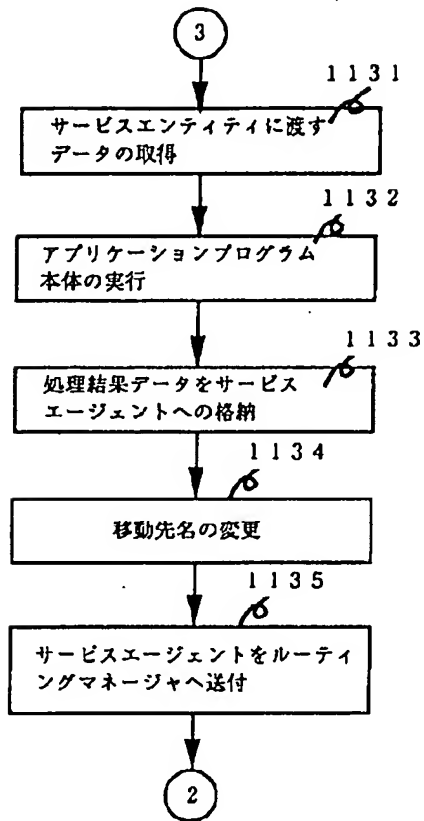 3
1131
サービスエンティティに渡す
データの取得
1132
アプリケーションプログラム
本体の実行
1133
処理結果データをサービス
エージェントへの格納
1134
移動先名の変更
1135
サービスエージェントをルーティ
ングマネージャへ送付
2